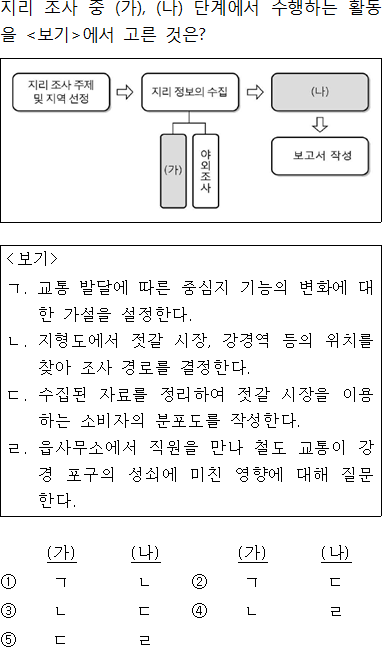 지리 조사 중 (가), (나) 단계에서 수행하는 활동
을 <보기>에서 고른 것은?
지리 조사 주제
및 지역 선정
지리 정보의 수집
(나)
(가)
야외조사
보고서 작성
<보기>
ㄱ. 교통 발달에 따른 중심지 기능의 변화에 대
한 가설을 설정한다.
ㄴ. 지형도에서 젓갈 시장, 강경역 등의 위치를
찾아 조사 경로를 결정한다.
ㄷ. 수집된 자료를 정리하여 젓갈 시장을 이용
하는 소비자의 분포도를 작성한다.
ㄹ. 읍사무소에서 직원을 만나 철도 교통이 강
경 포구의 성쇠에 미친 영향에 대해 질문
한다.
(가) (나) (가) (나)
① ㄱ ㄴ ② ㄱ ㄷ
③ ㄴ ㄷ ④ ㄴ ㄹ
⑤ ㄷ ㄹ